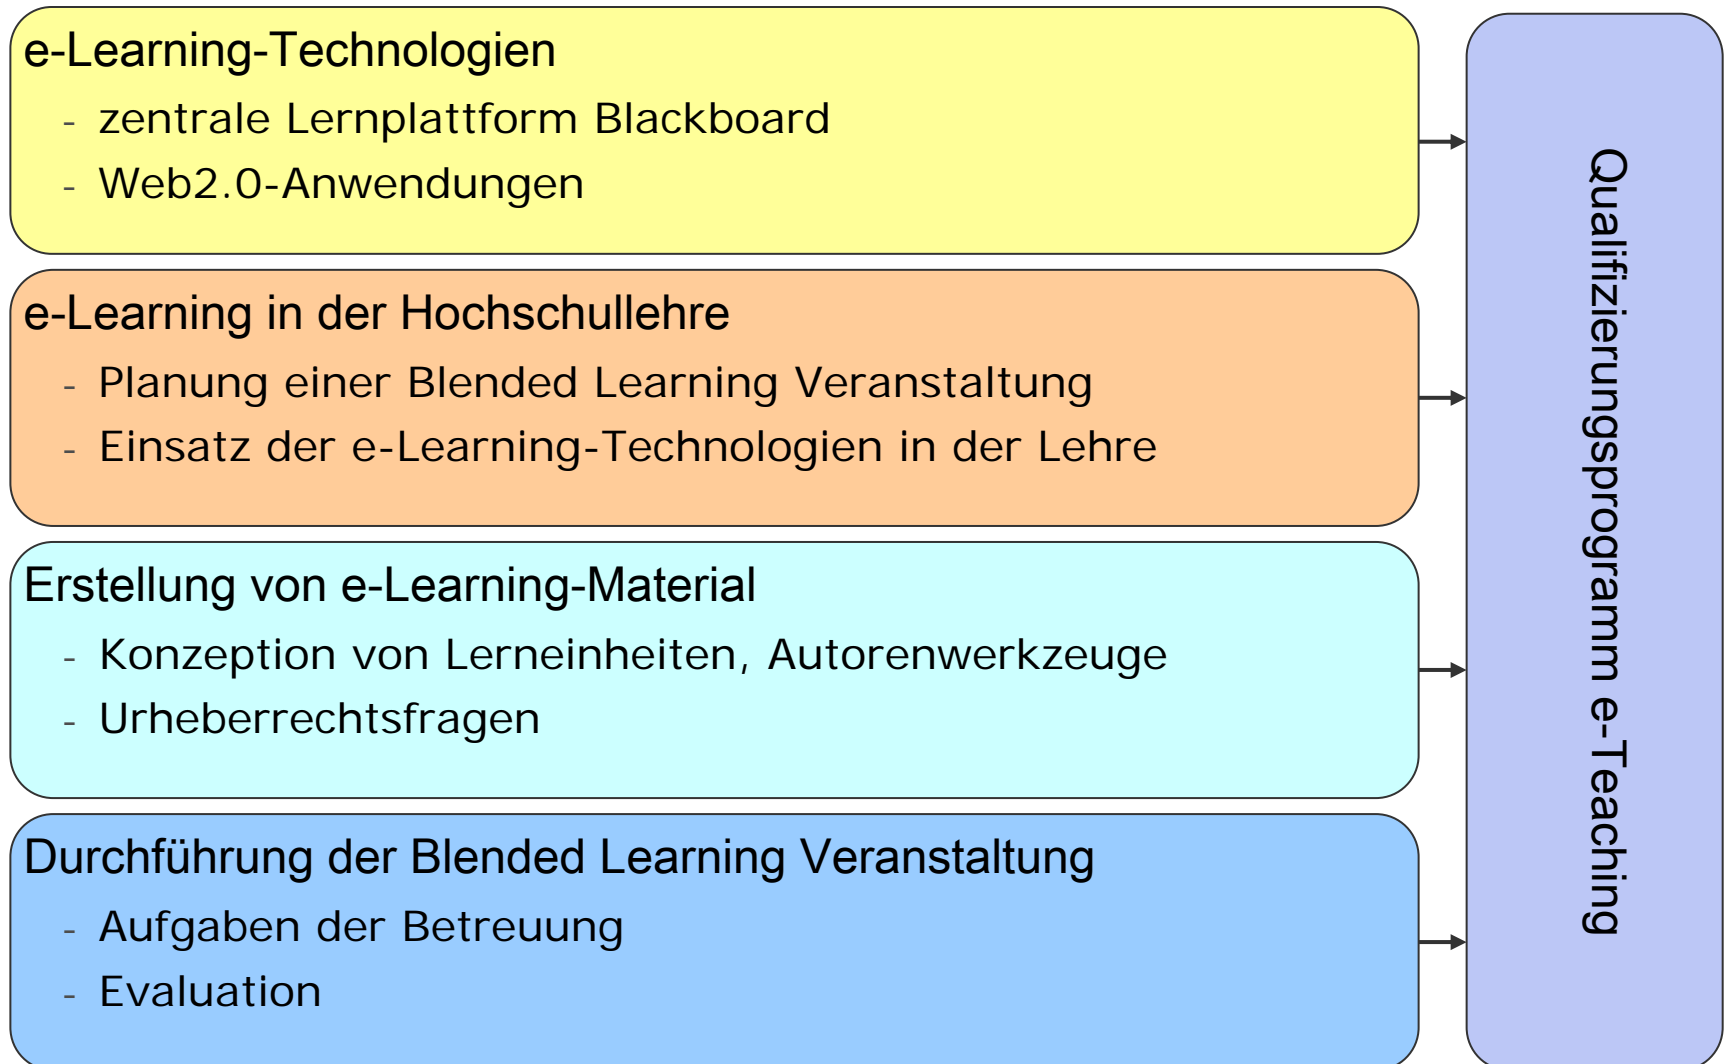 e-Learning-Technologien
- zentrale Lernplattform Blackboard
- Web2.0-Anwendungen
e-Learning in der Hochschullehre
- Planung einer Blended Learning Veranstaltung
- Einsatz der e-Learning-Technologien in der Lehre
Erstellung von e-Learning-Material
- Konzeption von Lerneinheiten, Autorenwerkzeuge
- Urheberrechtsfragen
Durchführung der Blended Learning Veranstaltung
- Aufgaben der Betreuung
- Evaluation
Qualifizierungsprogramm e-Teaching